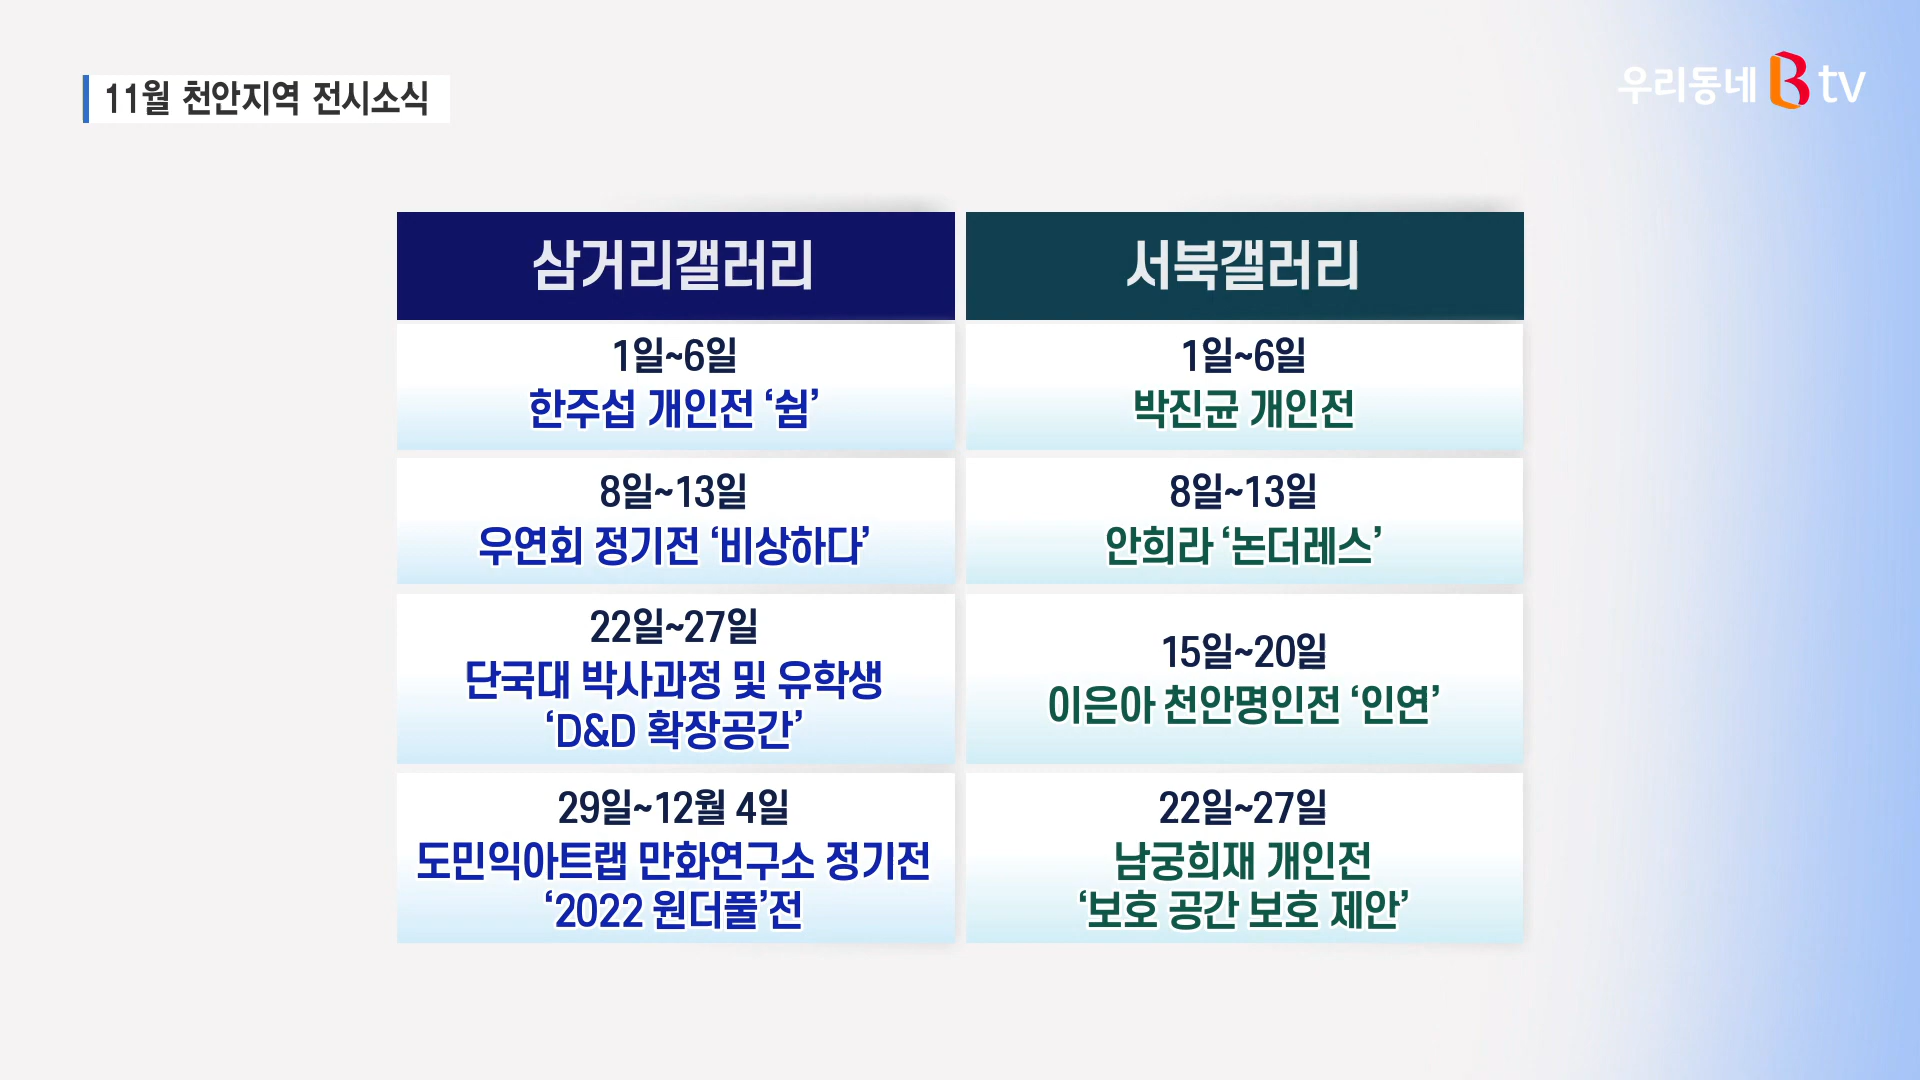 11월 천안지역 전시소식
우리동네 B tv
삼거리갤러리
1일~6일
한주섭 개인전 ‘쉼’
8일~13일
우연회 정기전 ‘비상하다’
22일~27일
단국대 박사과정 및 유학생
‘D&D 확장공간’
29일~12월 4일
도민익아트랩 만화연구소 정기전
‘2022 원더풀’전
서북갤러리
1일~6일
박진균 개인전
8일~13일
안희라 ‘논더레스’
15일~20일
이은아 천안명인전 ‘인연’
22일~27일
남궁희재 개인전
‘보호 공간 보호 제안’